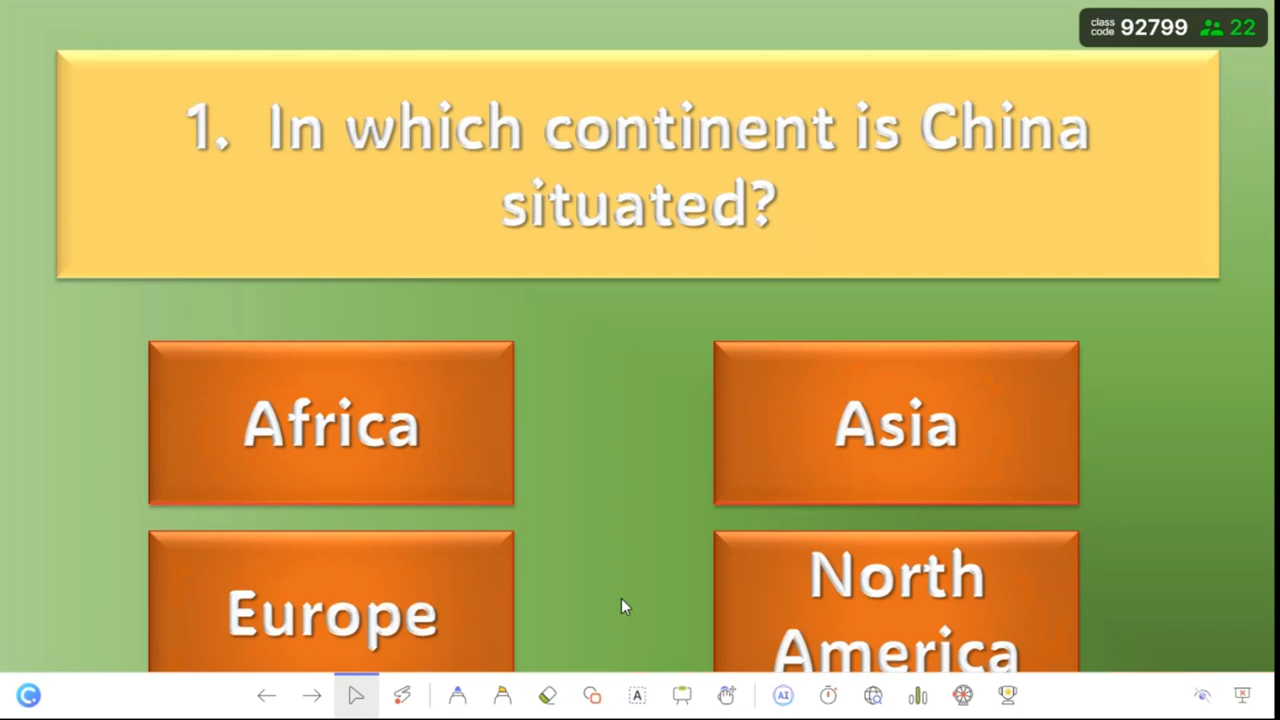 class
code 92799 22
1. In which continent is China
situated?
Africa
Asia
Europe
North
America
A
AI